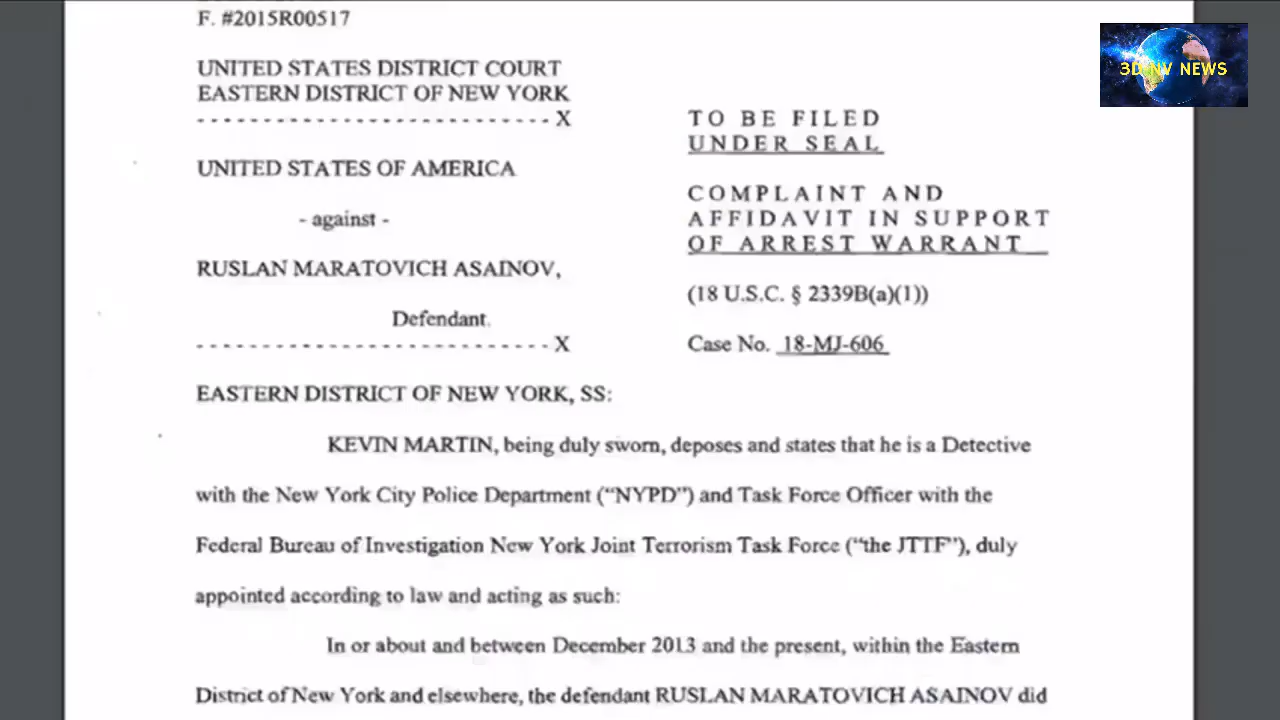 F. #2015R00517
UNITED STATES DISTRICT COURT
EASTERN DISTRICT OF NEW YORK
- - - - - - - - - - - - - - - - - - - - - - - - - - - X
TO BE FILED
UNDER SEAL
UNITED STATES OF AMERICA
- against -
COMPLAINT AND
AFFIDAVIT IN SUPPORT
OF ARREST WARRANT
RUSLAN MARATOVICH ASAINOV,
(18 U.S.C. § 2339B(a)(1))
Defendant.
- - - - - - - - - - - - - - - - - - - - - - - - - - - X
Case No. 18-MJ-606
EASTERN DISTRICT OF NEW YORK, SS:
KEVIN MARTIN, being duly sworn, deposes and states that he is a Detective
with the New York City Police Department (“NYPD”) and Task Force Officer with the
Federal Bureau of Investigation New York Joint Terrorism Task Force (“the JTTF”), duly
appointed according to law and acting as such:
In or about and between December 2013 and the present, within the Eastern
District of New York and elsewhere, the defendant RUSLAN MARATOVICH ASAINOV did
3D NV NEWS